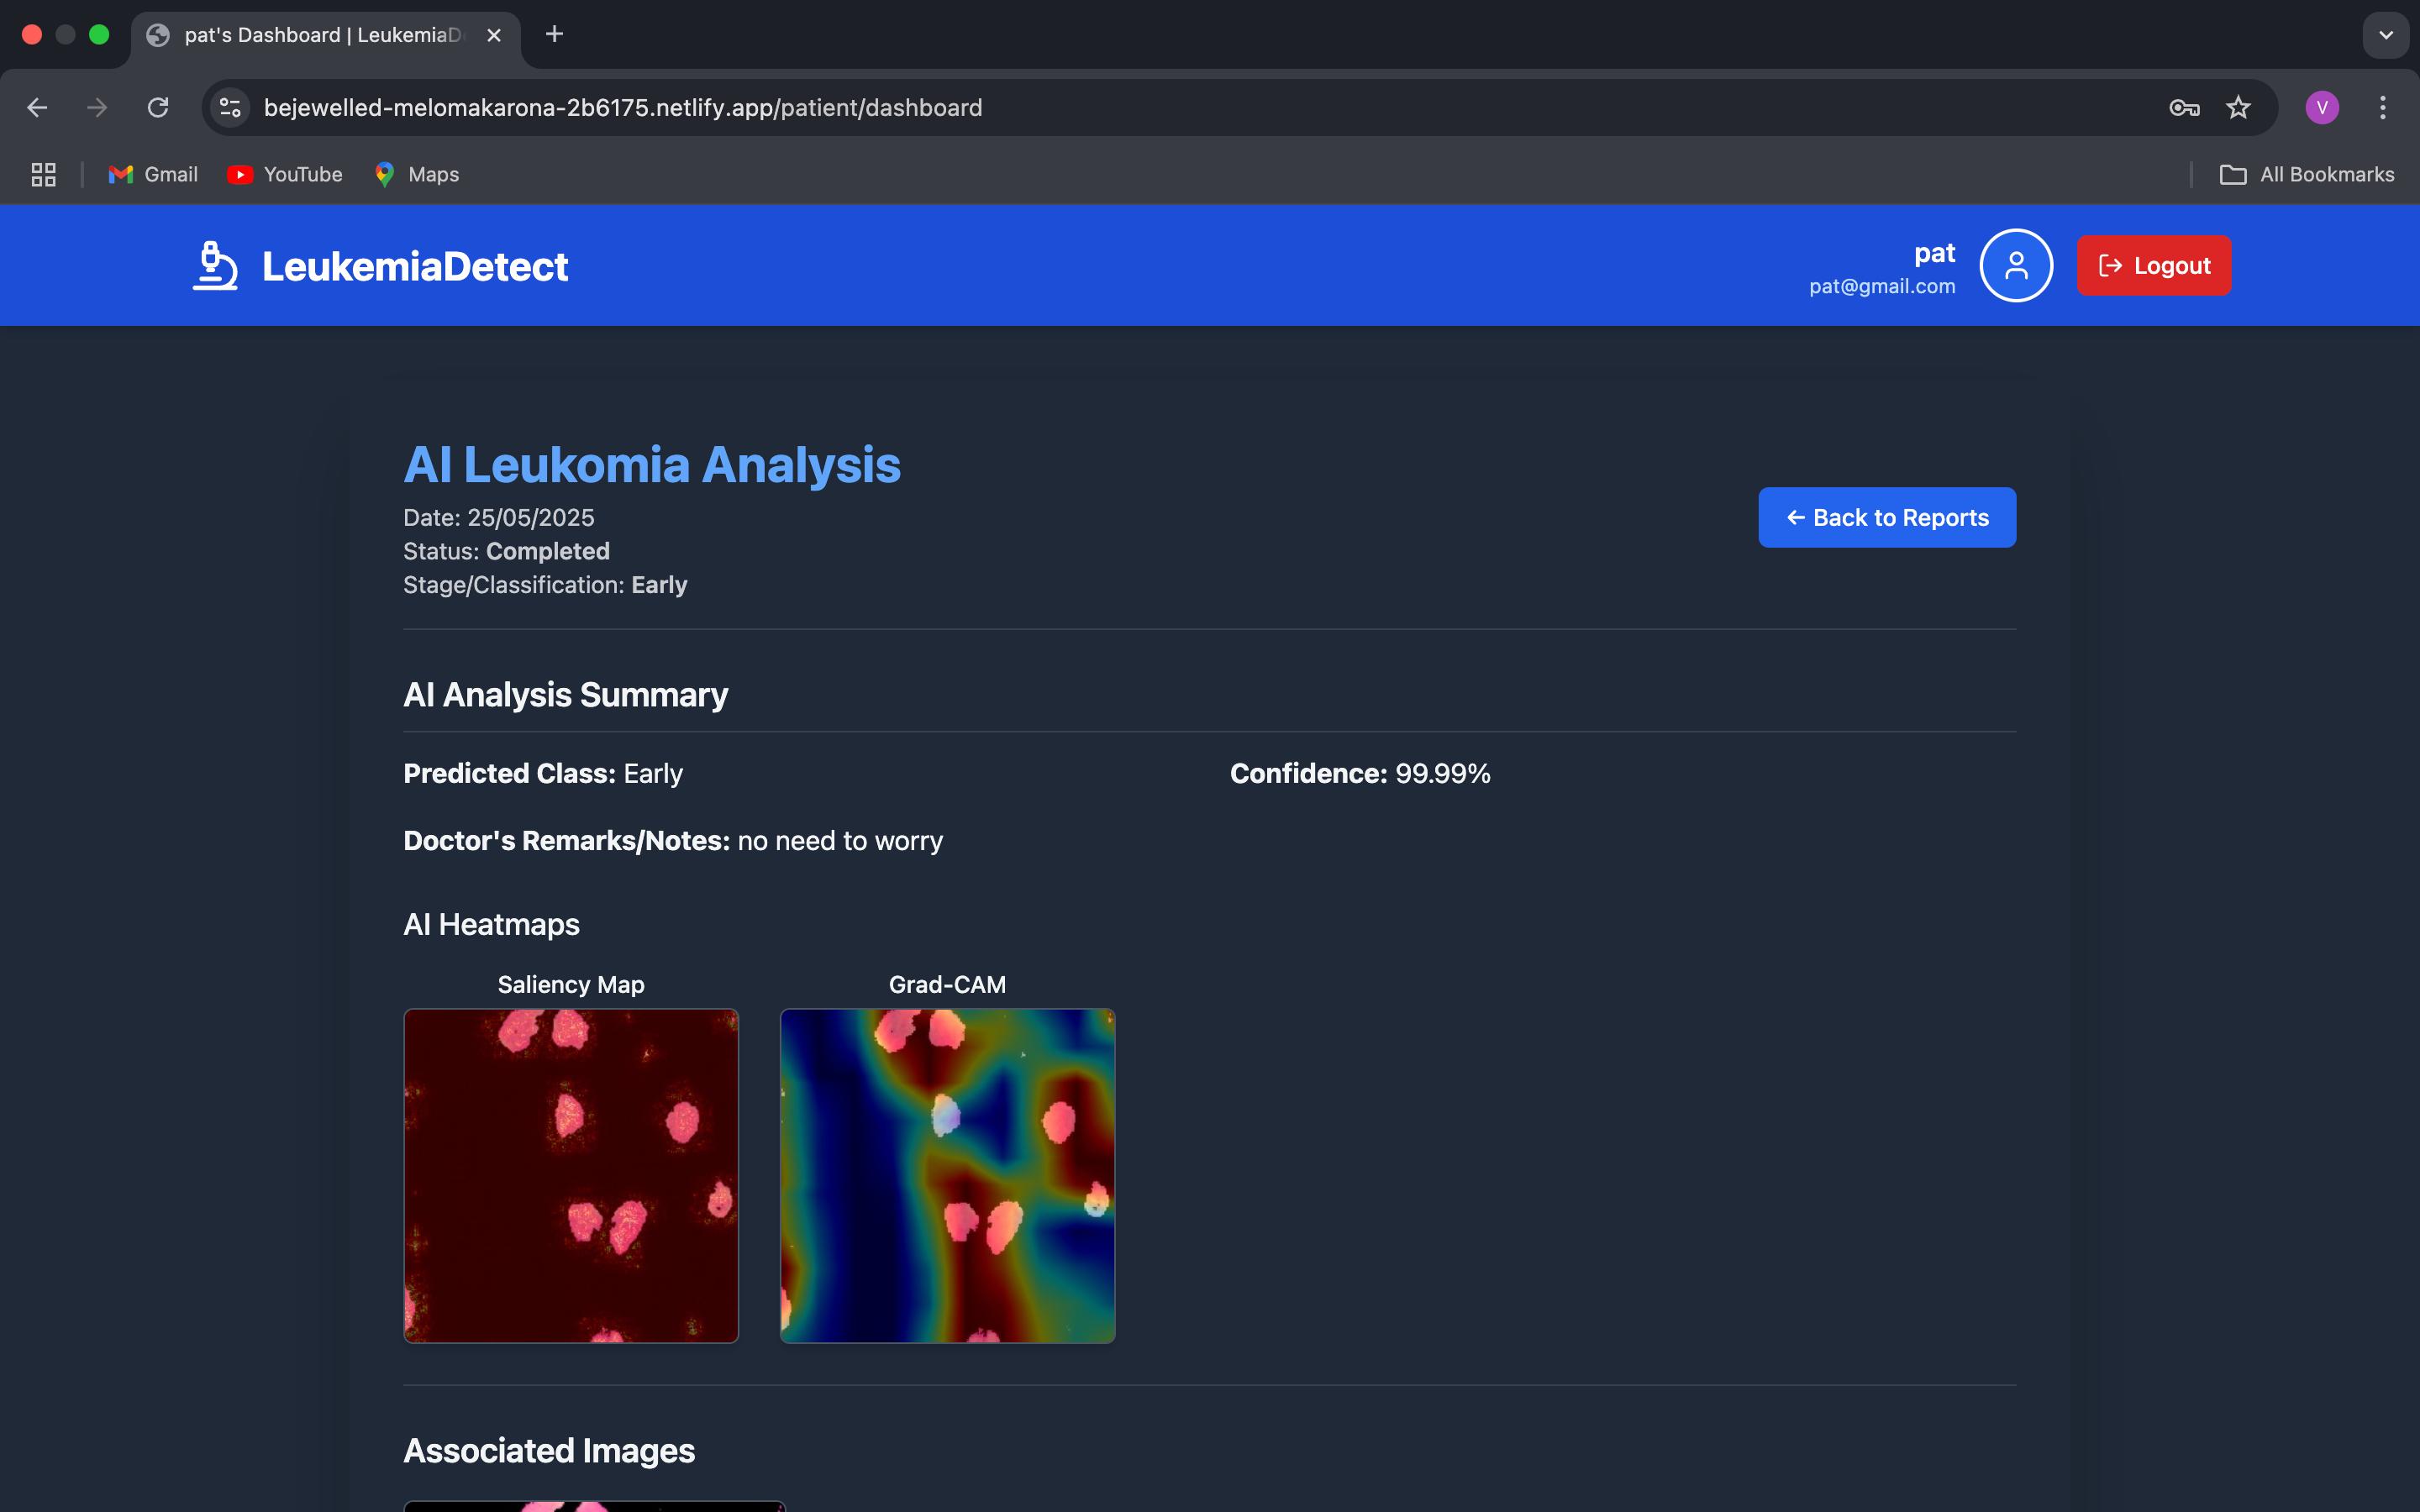 pat's Dashboard | LeukemiaD
bejewelled-melomakarona-2b6175.netlify.app/patient/dashboard
V
Gmail
YouTube
Maps
All Bookmarks
LeukemiaDetect
pat
pat@gmail.com
Logout
AI Leukomia Analysis
Date: 25/05/2025
Status: Completed
Stage/Classification: Early
← Back to Reports
AI Analysis Summary
Predicted Class: Early
Confidence: 99.99%
Doctor's Remarks/Notes: no need to worry
AI Heatmaps
Saliency Map
Grad-CAM
Associated Images